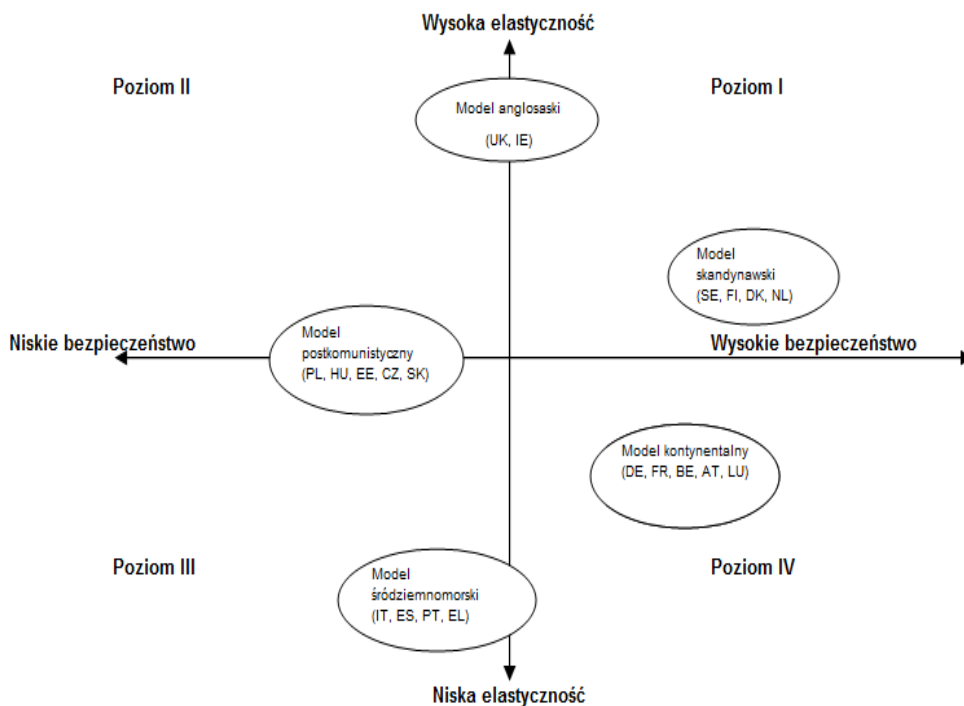 Wysoka elastyczność
Poziom II
Poziom I
Model anglosaski
(UK, IE)
Model
skandynawski
(SE, FI, DK, NL)
Niskie bezpieczeństwo
Model
postkomunistyczny
(PL, HU, EE, CZ, SK)
Wysokie bezpieczeństwo
Model kontynentalny
(DE, FR, BE, AT, LU)
Poziom III
Model
śródziemnomorski
(IT, ES, PT, EL)
Poziom IV
Niska elastyczność